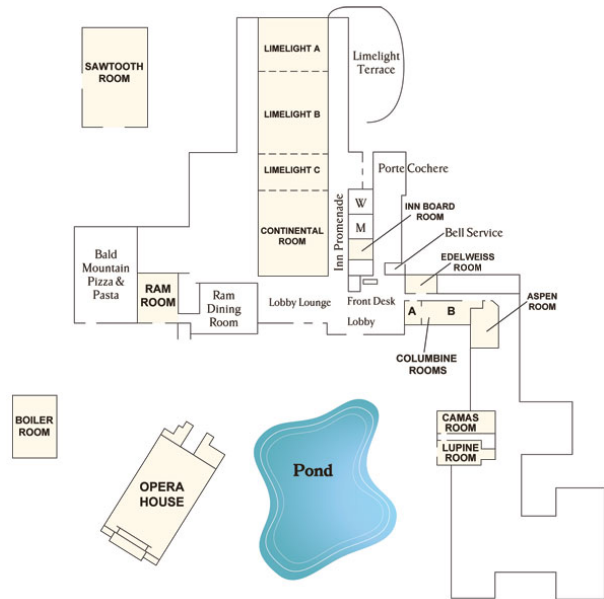 LIMELIGHT A
SAWTOOTH
ROOM
Limelight
Terrace
LIMELIGHT B
LIMELIGHT C
Porte Cochere
W
INN BOARD
ROOM
M
CONTINENTAL
ROOM
Inn Promenade
Bell Service
EDELWEISS
ROOM
Bald
Mountain
Pizza &
Pasta
RAM
ROOM
Ram
Dining
Room
Lobby Lounge
Front Desk
Lobby
A
B
ASPEN
ROOM
COLUMBINE
ROOMS
BOILER
ROOM
CAMAS
ROOM
LUPINE
ROOM
OPERA
HOUSE
Pond